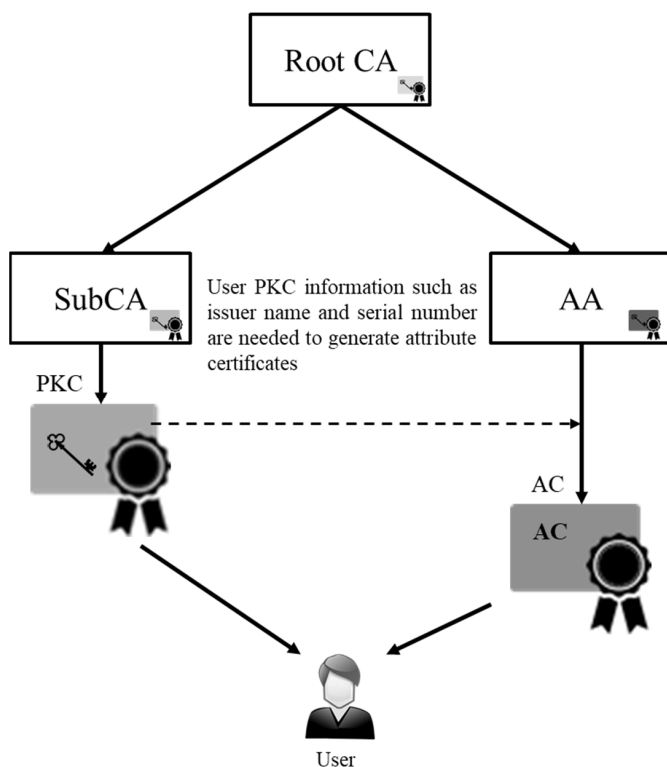 Root CA
SubCA
User PKC information such as
issuer name and serial number
are needed to generate attribute
certificates
AA
PKC
AC
AC
User